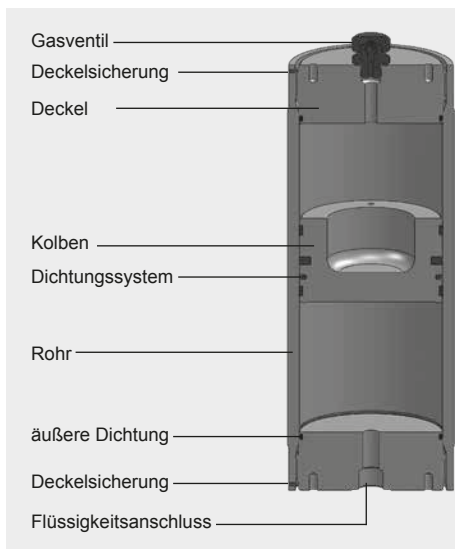 Gasventil
Deckelsicherung
Deckel
Kolben
Dichtungssystem
Rohr
äußere Dichtung
Deckelsicherung
Flüssigkeitsanschluss